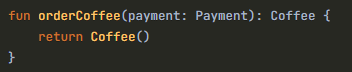 fun orderCoffee(payment: Payment): Coffee {
    return Coffee()
}